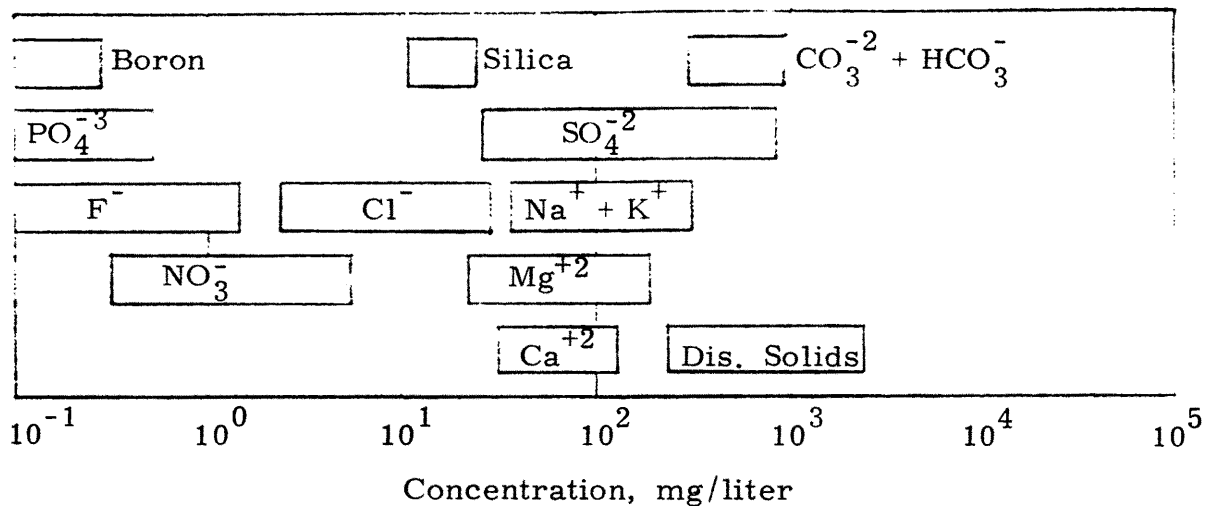 Boron Silica CO₃⁻² + HCO₃⁻
PO₄⁻³ SO₄⁻²
F⁻ Cl⁻ Na⁺ + K⁺
NO₃⁻ Mg⁺²
Ca⁺² Dis. Solids
10⁻¹ 10⁰ 10¹ 10² 10³ 10⁴ 10⁵
Concentration, mg/liter